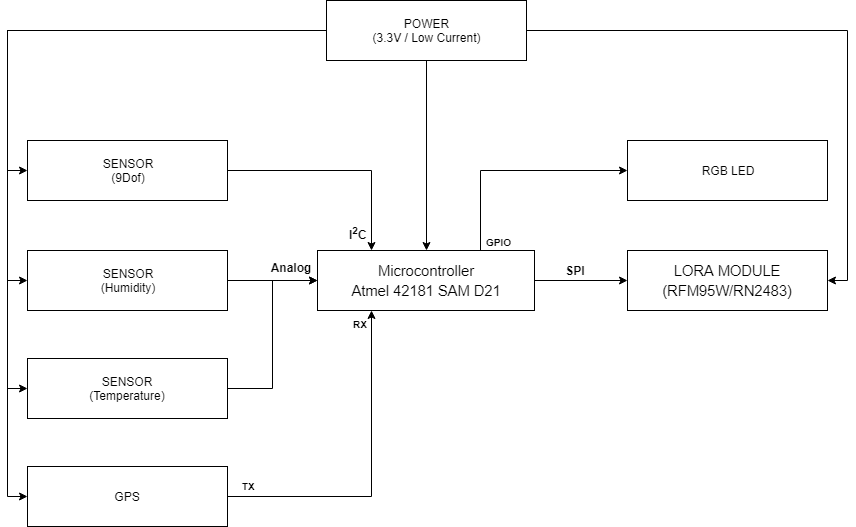 POWER
(3.3V / Low Current)
SENSOR
(9Dof)
RGB LED
I²C
GPIO
SENSOR
(Humidity)
Analog
Microcontroller
Atmel 42181 SAM D21
SPI
LORA MODULE
(RFM95W/RN2483)
RX
SENSOR
(Temperature)
GPS
TX